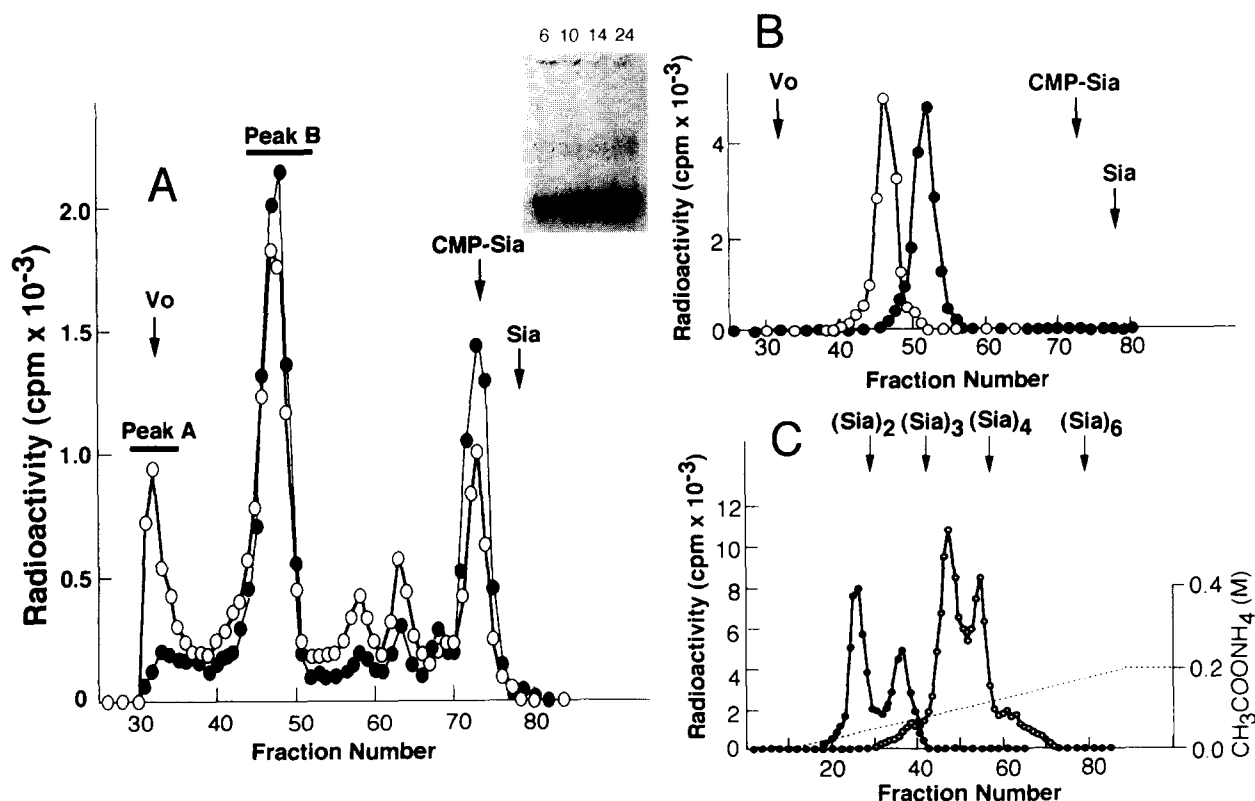 6 10 14 24
A
Peak B
Vo
Peak A
CMP-Sia
Sia
2.0
1.5
1.0
0.5
0
Radioactivity (cpm x 10⁻³)
30 40 50 60 70 80
Fraction Number
B
Vo
CMP-Sia
Sia
4
2
0
Radioactivity (cpm x 10⁻³)
30 40 50 60 70 80
Fraction Number
C
(Sia)₂ (Sia)₃ (Sia)₄ (Sia)₆
12
10
8
6
4
2
0
Radioactivity (cpm x 10⁻³)
20 40 60 80
Fraction Number
0.4
0.2
0.0
CH₃COONH₄ (M)